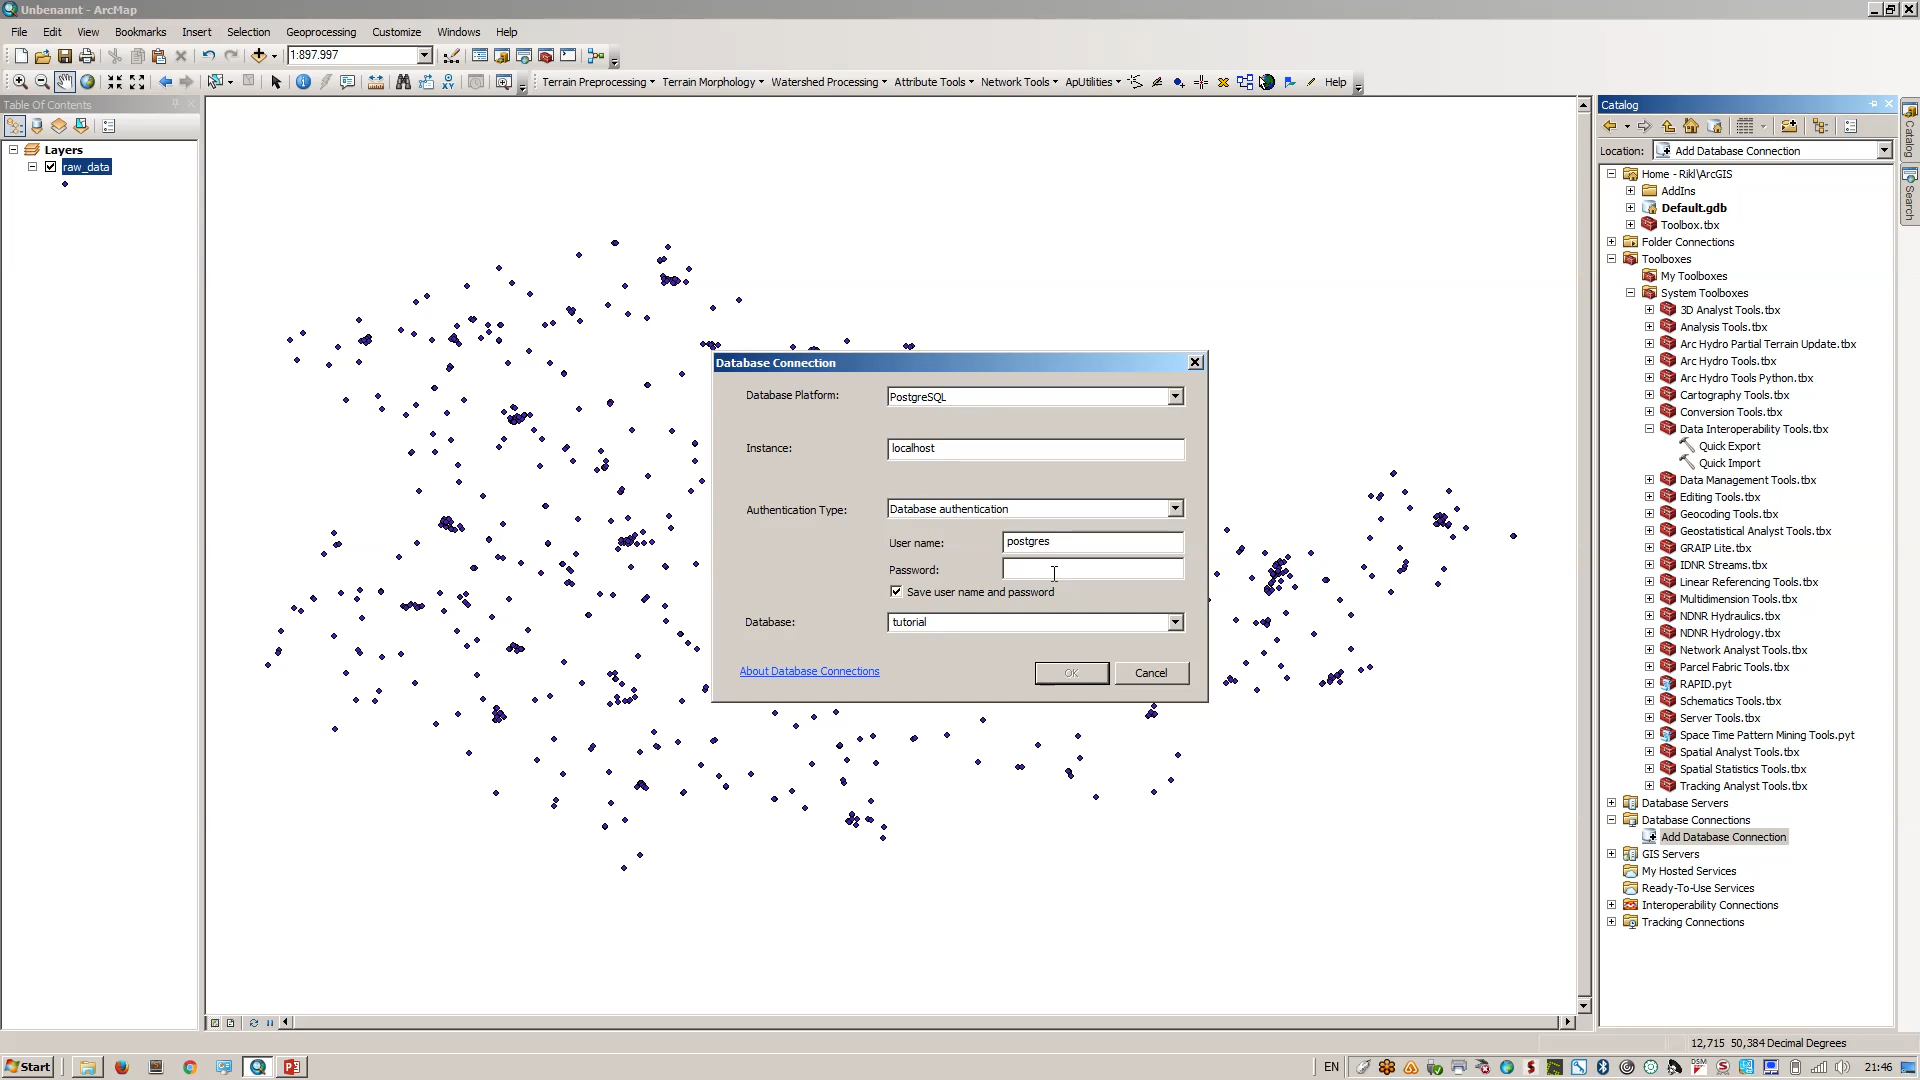 Unbenannt - ArcMap
File Edit View Bookmarks Insert Selection Geoprocessing Customize Windows Help
1:897.997
Terrain Preprocessing Terrain Morphology Watershed Processing Attribute Tools Network Tools ApUtilities Help
Table Of Contents
Layers
raw_data
Database Connection
Database Platform: PostgreSQL
Instance: localhost
Authentication Type: Database authentication
User name: postgres
Password:
Save user name and password
Database: tutorial
About Database Connections
OK Cancel
Catalog
Location: Add Database Connection
Home - Rikl\ArcGIS
AddIns
Default.gdb
Toolbox.tbx
Folder Connections
Toolboxes
My Toolboxes
System Toolboxes
3D Analyst Tools.tbx
Analysis Tools.tbx
Arc Hydro Partial Terrain Update.tbx
Arc Hydro Tools.tbx
Arc Hydro Tools Python.tbx
Cartography Tools.tbx
Conversion Tools.tbx
Data Interoperability Tools.tbx
Quick Export
Quick Import
Data Management Tools.tbx
Editing Tools.tbx
Geocoding Tools.tbx
Geostatistical Analyst Tools.tbx
GRAIP Lite.tbx
IDNR Streams.tbx
Linear Referencing Tools.tbx
Multidimension Tools.tbx
NDNR Hydraulics.tbx
NDNR Hydrology.tbx
Network Analyst Tools.tbx
Parcel Fabric Tools.tbx
RAPID.pyt
Schematics Tools.tbx
Server Tools.tbx
Space Time Pattern Mining Tools.pyt
Spatial Analyst Tools.tbx
Spatial Statistics Tools.tbx
Tracking Analyst Tools.tbx
Database Servers
Database Connections
Add Database Connection
GIS Servers
My Hosted Services
Ready-To-Use Services
Interoperability Connections
Tracking Connections
Catalog
Search
12,715 50,384 Decimal Degrees
Start
EN
DSM
21:46